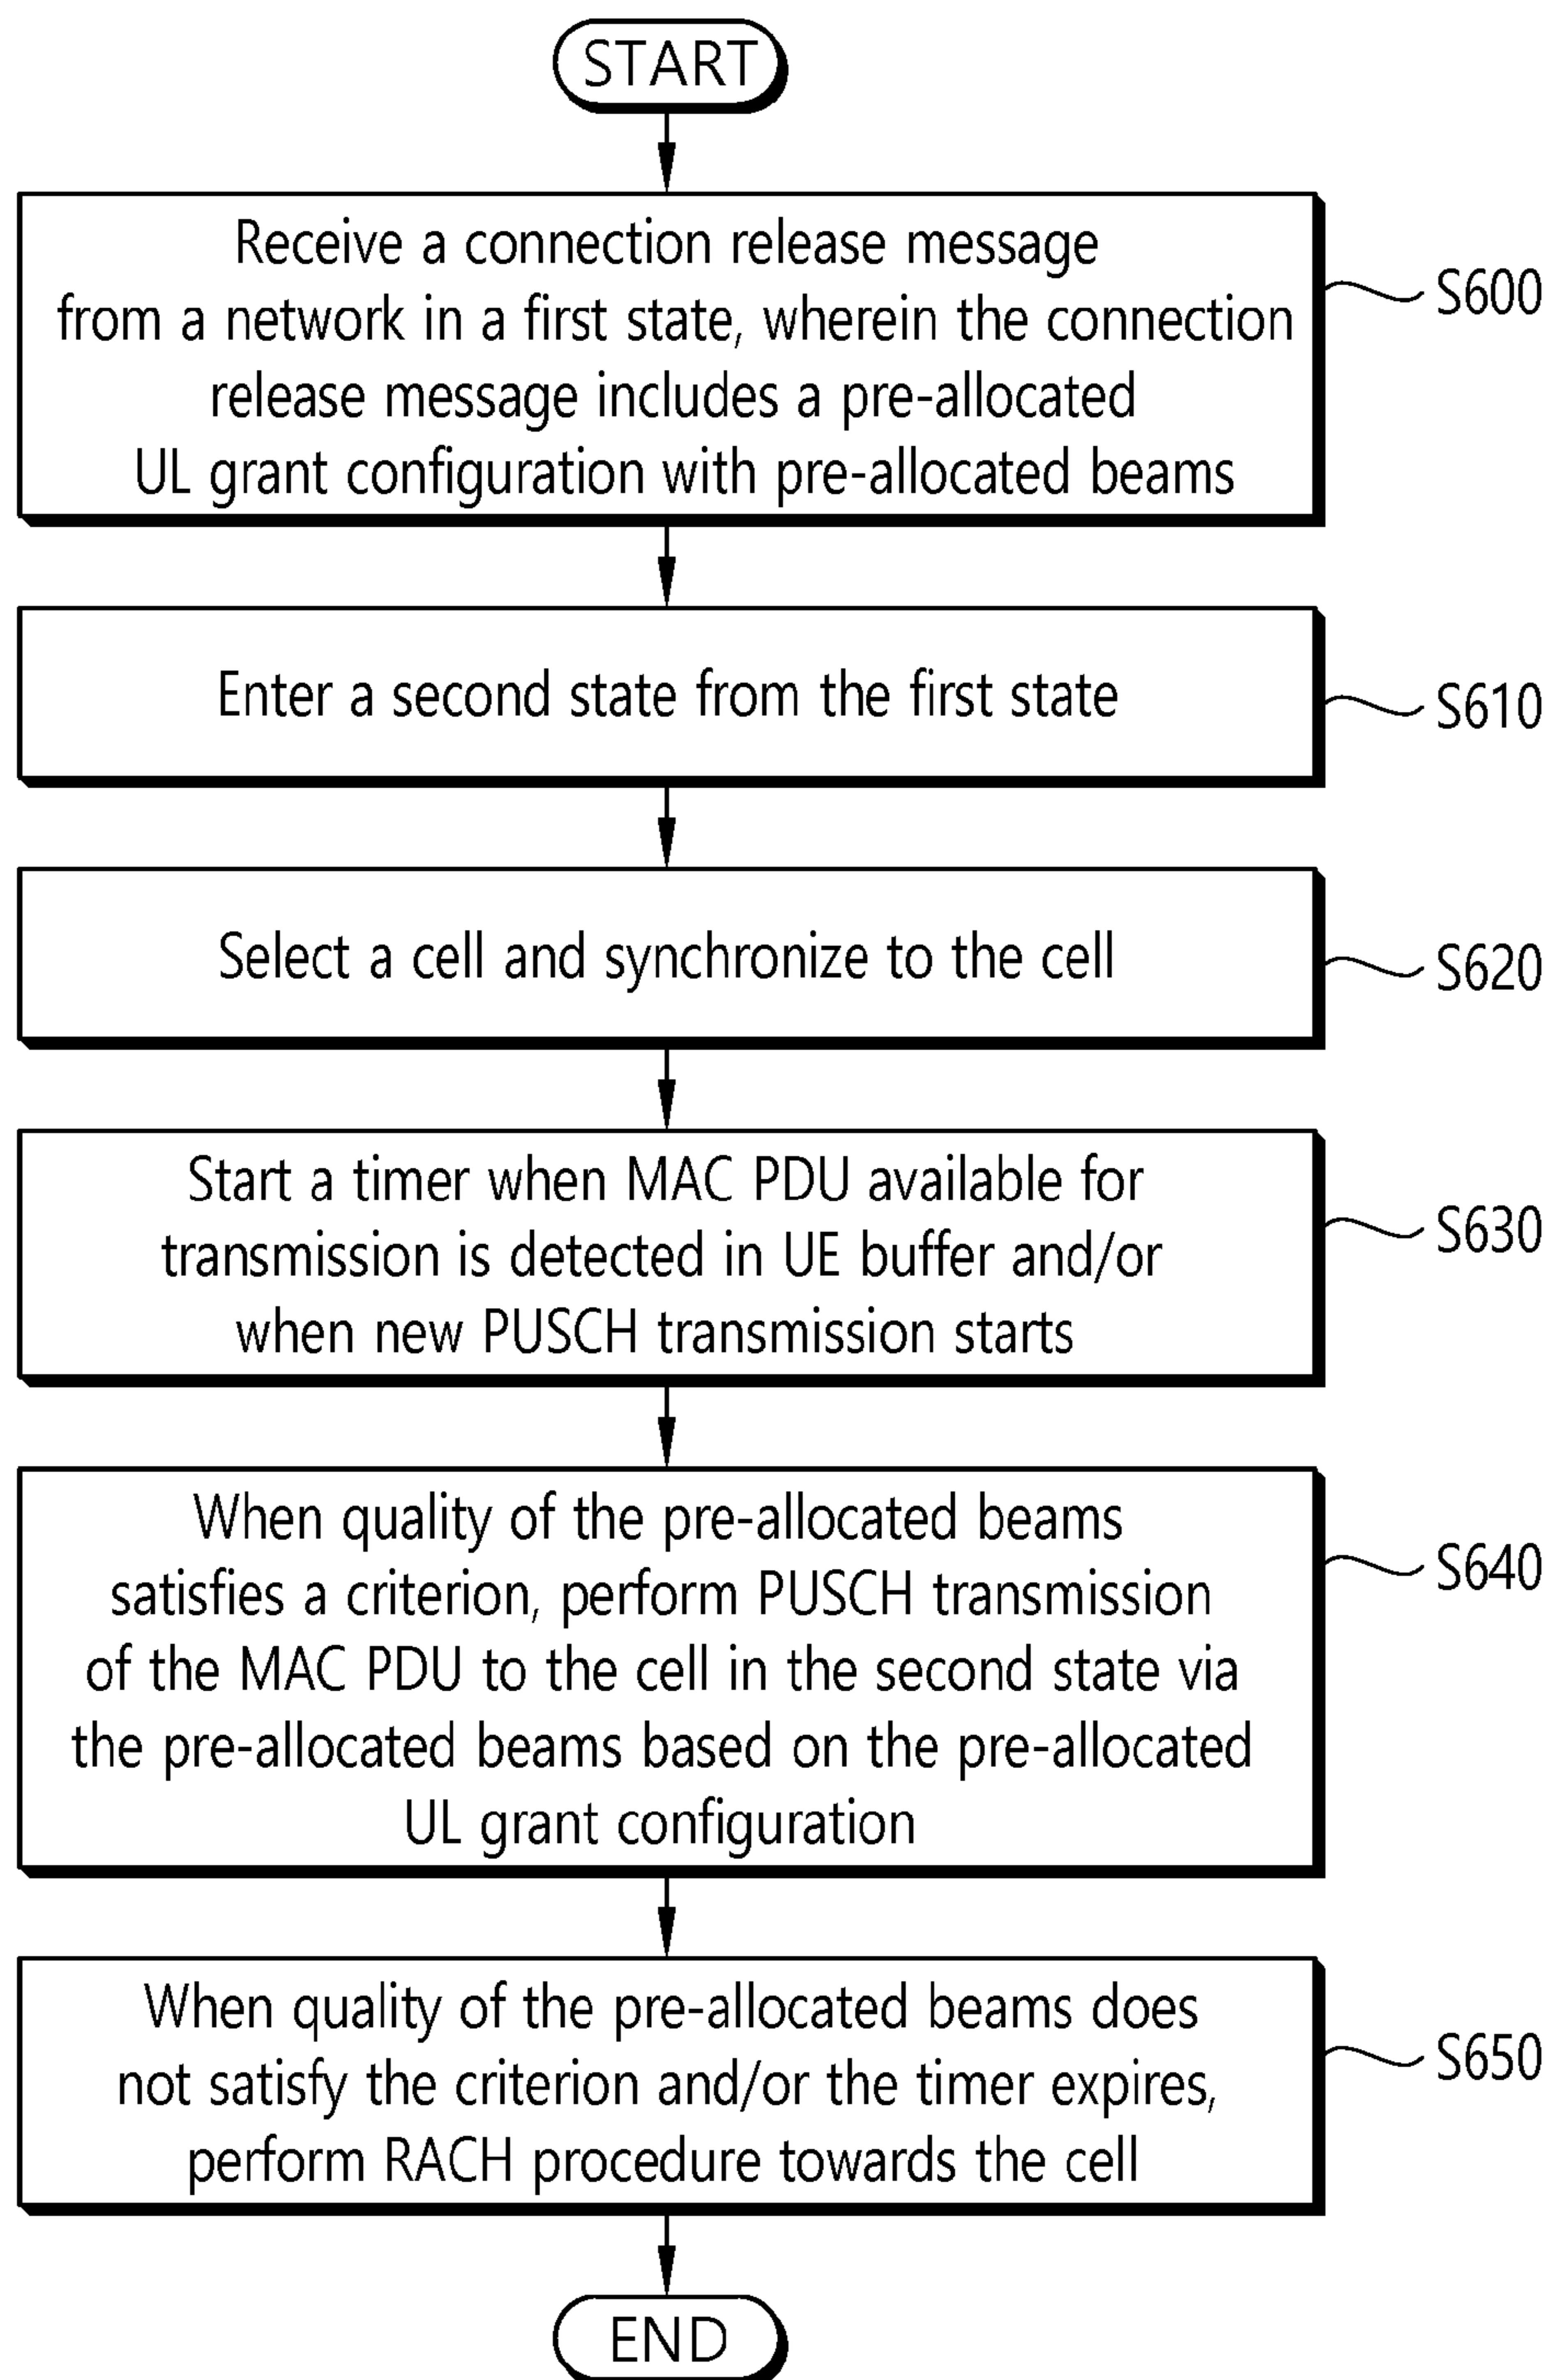 START
Receive a connection release message
from a network in a first state, wherein the connection
release message includes a pre-allocated
UL grant configuration with pre-allocated beams
S600
Enter a second state from the first state
S610
Select a cell and synchronize to the cell
S620
Start a timer when MAC PDU available for
transmission is detected in UE buffer and/or
when new PUSCH transmission starts
S630
When quality of the pre-allocated beams
satisfies a criterion, perform PUSCH transmission
of the MAC PDU to the cell in the second state via
the pre-allocated beams based on the pre-allocated
UL grant configuration
S640
When quality of the pre-allocated beams does
not satisfy the criterion and/or the timer expires,
perform RACH procedure towards the cell
S650
END